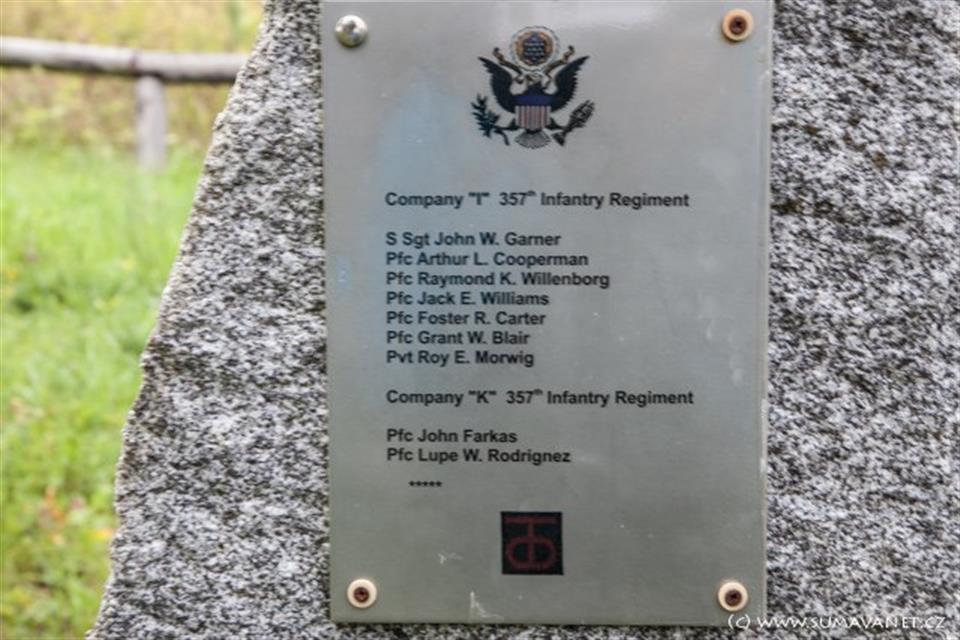 Company "I" 357th Infantry Regiment
S Sgt John W. Garner
Pfc Arthur L. Cooperman
Pfc Raymond K. Willenborg
Pfc Jack E. Williams
Pfc Foster R. Carter
Pfc Grant W. Blair
Pvt Roy E. Morwig
Company "K" 357th Infantry Regiment
Pfc John Farkas
Pfc Lupe W. Rodrignez
*****
TO
(C) WWW.SUMAVANET.CZ